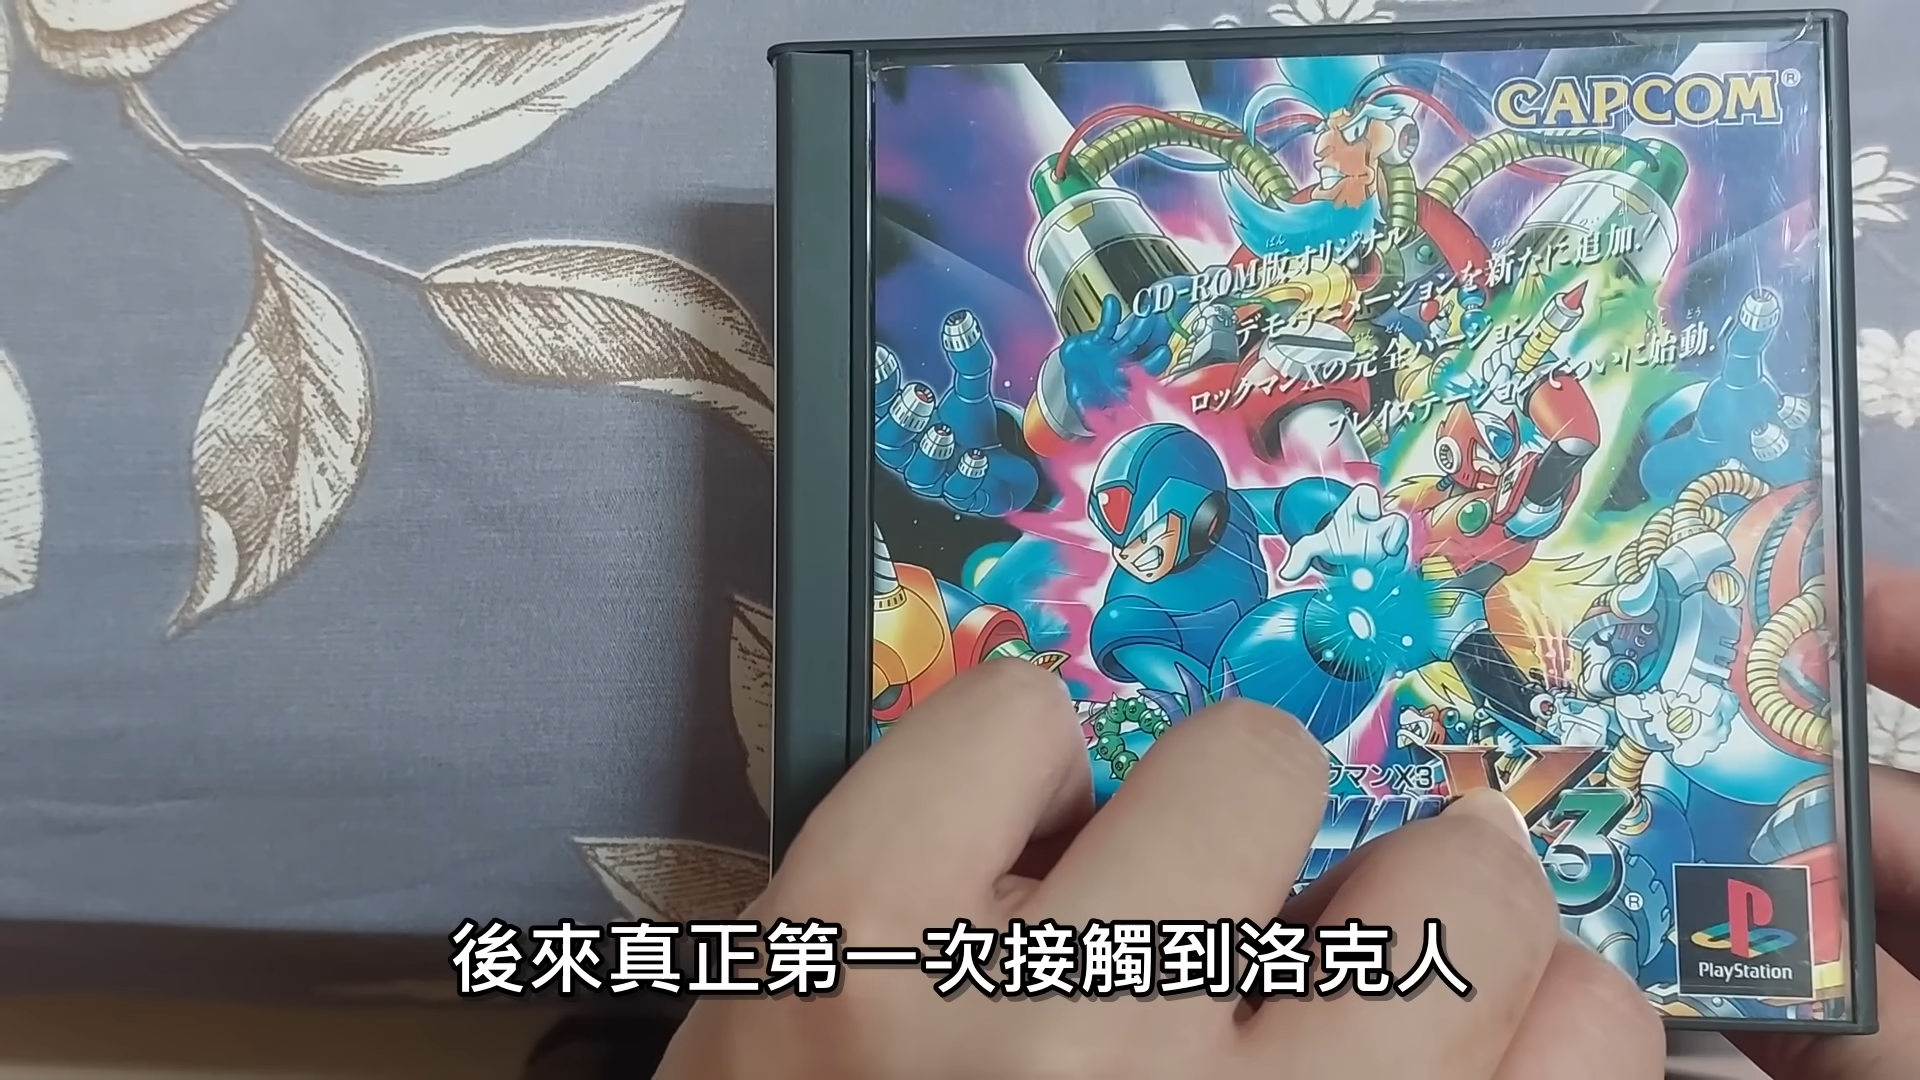 CAPCOM®
CD-ROM版オリジナル
デモ・アニメーションを新たに追加!
ロックマンXの完全バージョン
プレイステーションでついに始動!
クマンX3
X3
®
PlayStation
後來真正第一次接觸到洛克人